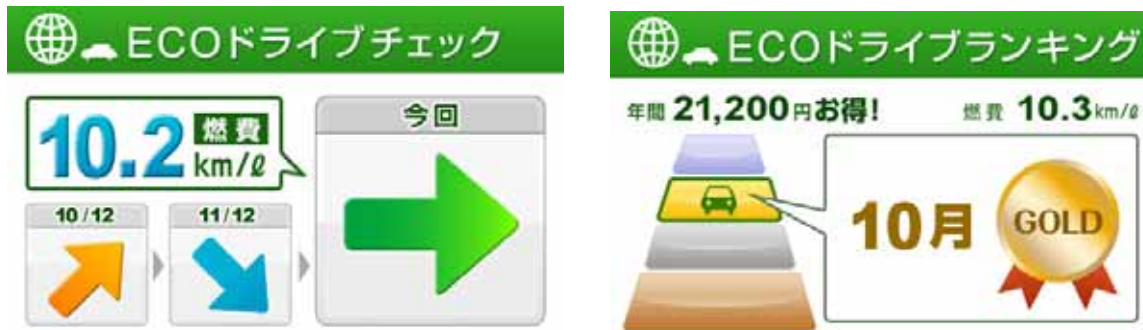 ECOドライブチェック
10.2 燃費 km/ℓ
今回
10/12
11/12
ECOドライブランキング
年間 21,200円お得!
燃費 10.3km/ℓ
10月
GOLD